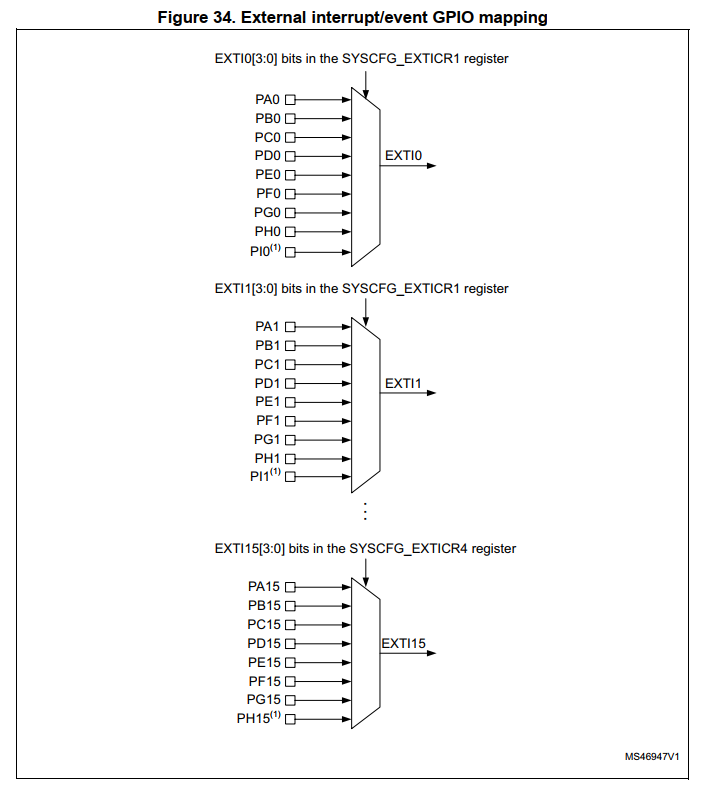 Figure 34. External interrupt/event GPIO mapping
EXTI0[3:0] bits in the SYSCFG_EXTICR1 register
PA0
PB0
PC0
PD0
EXTI0
PE0
PF0
PG0
PH0
PI0(1)
EXTI1[3:0] bits in the SYSCFG_EXTICR1 register
PA1
PB1
PC1
PD1
EXTI1
PE1
PF1
PG1
PH1
PI1(1)
EXTI15[3:0] bits in the SYSCFG_EXTICR4 register
PA15
PB15
PC15
PD15
EXTI15
PE15
PF15
PG15
PH15(1)
MS46947V1